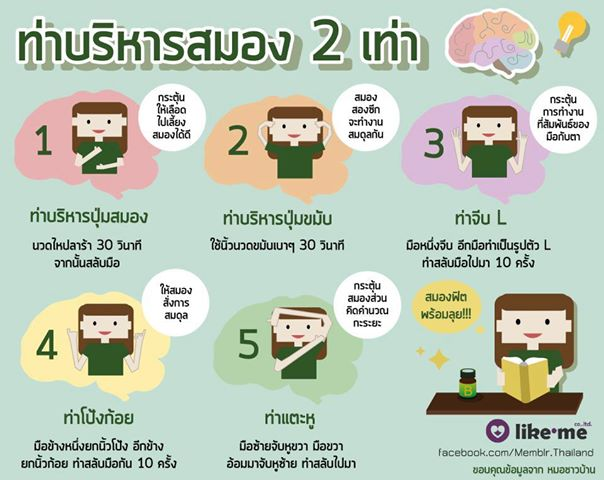 ท่าบริหารสมอง 2 เท่า
1
กระตุ้น
ให้เลือด
ไปเลี้ยง
สมองได้ดี
ท่าบริหารปุ่มสมอง
นวดไหปลาร้า 30 วินาที
จากนั้นสลับมือ
2
สมอง
สองซีก
จะทำงาน
สมดุลกัน
ท่าบริหารปุ่มขมับ
ใช้นิ้วนวดขมับเบาๆ 30 วินาที
3
กระตุ้น
การทำงาน
ที่สัมพันธ์ของ
มือกับตา
ท่าจีบ L
มือหนึ่งจีบ อีกมือทำเป็นรูปตัว L
ทำสลับมือไปมา 10 ครั้ง
4
ให้สมอง
สั่งการ
สมดุล
ท่าโป้งก้อย
มือข้างหนึ่งยกนิ้วโป้ง อีกข้าง
ยกนิ้วก้อย ทำสลับมือกัน 10 ครั้ง
5
กระตุ้น
สมองส่วน
คิดคำนวณ
กะระยะ
ท่าแตะหู
มือซ้ายจับหูขวา มือขวา
อ้อมมาจับหูซ้าย ทำสลับไปมา
สมองฟิต
พร้อมลุย!!!
B
like•me
co.,ltd.
facebook.com/Memblr.Thailand
ขอบคุณข้อมูลจาก หมอชาวบ้าน